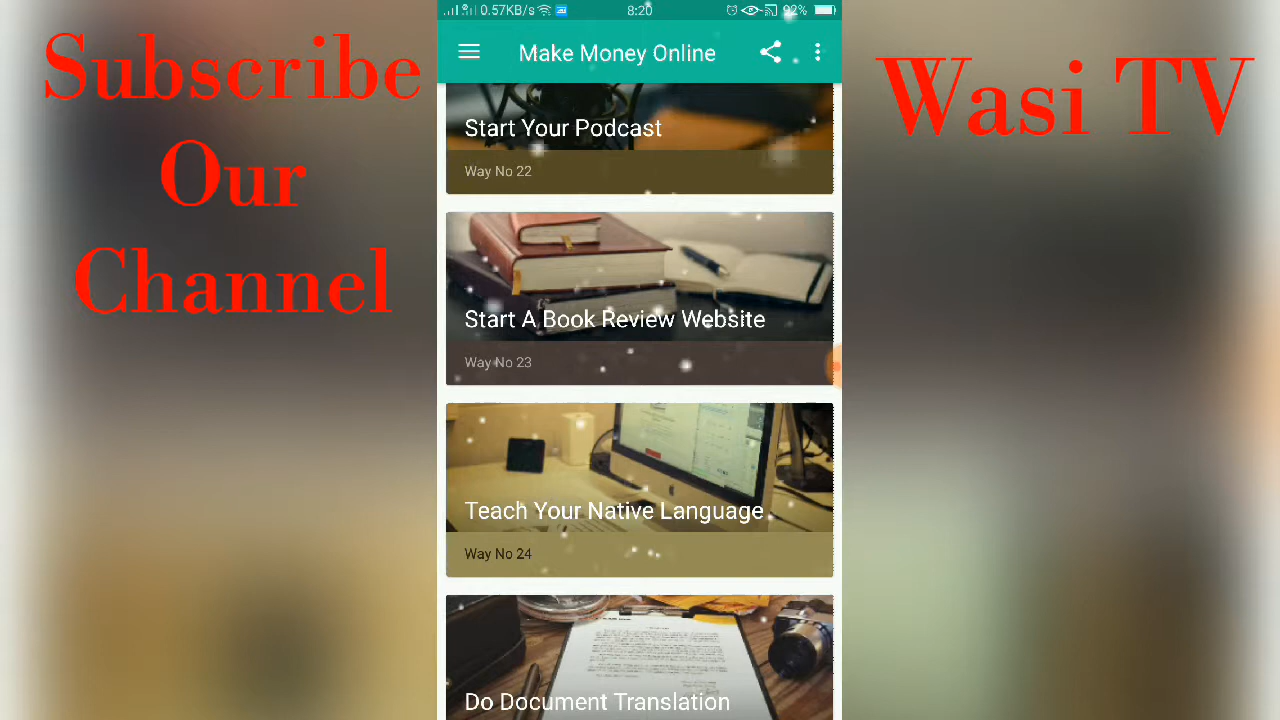 Subscribe
Our
Channel
Wasi TV
0.57KB/s
8:20
92%
Make Money Online
Start Your Podcast
Way No 22
Start A Book Review Website
Way No 23
Teach Your Native Language
Way No 24
Do Document Translation